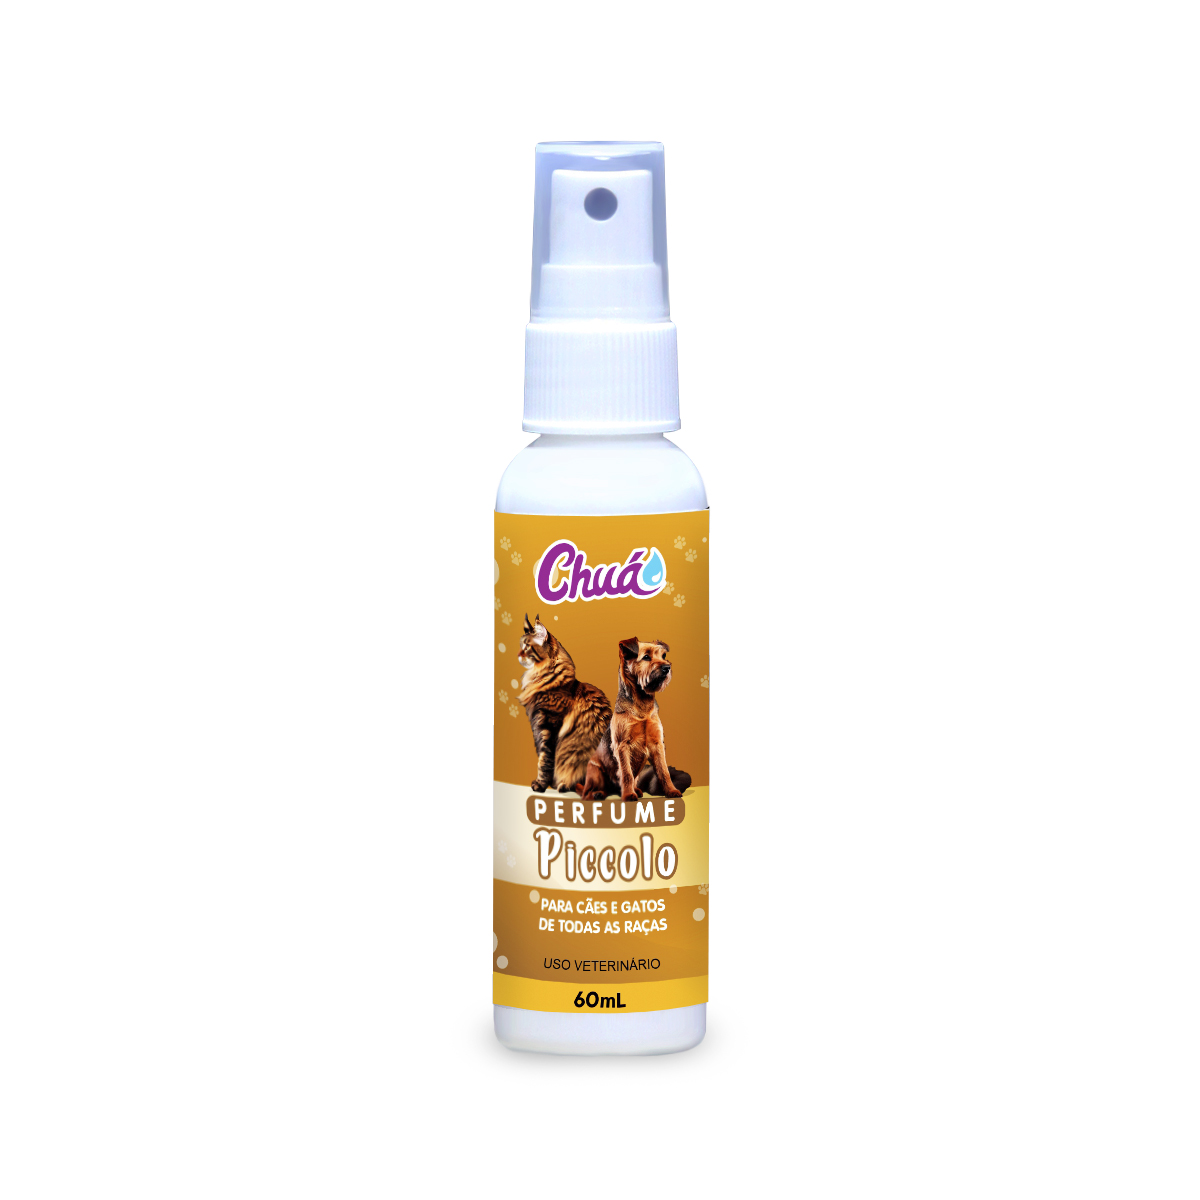 Chuá
PERFUME
Piccolo
PARA CÃES E GATOS
DE TODAS AS RAÇAS
USO VETERINÁRIO
60mL